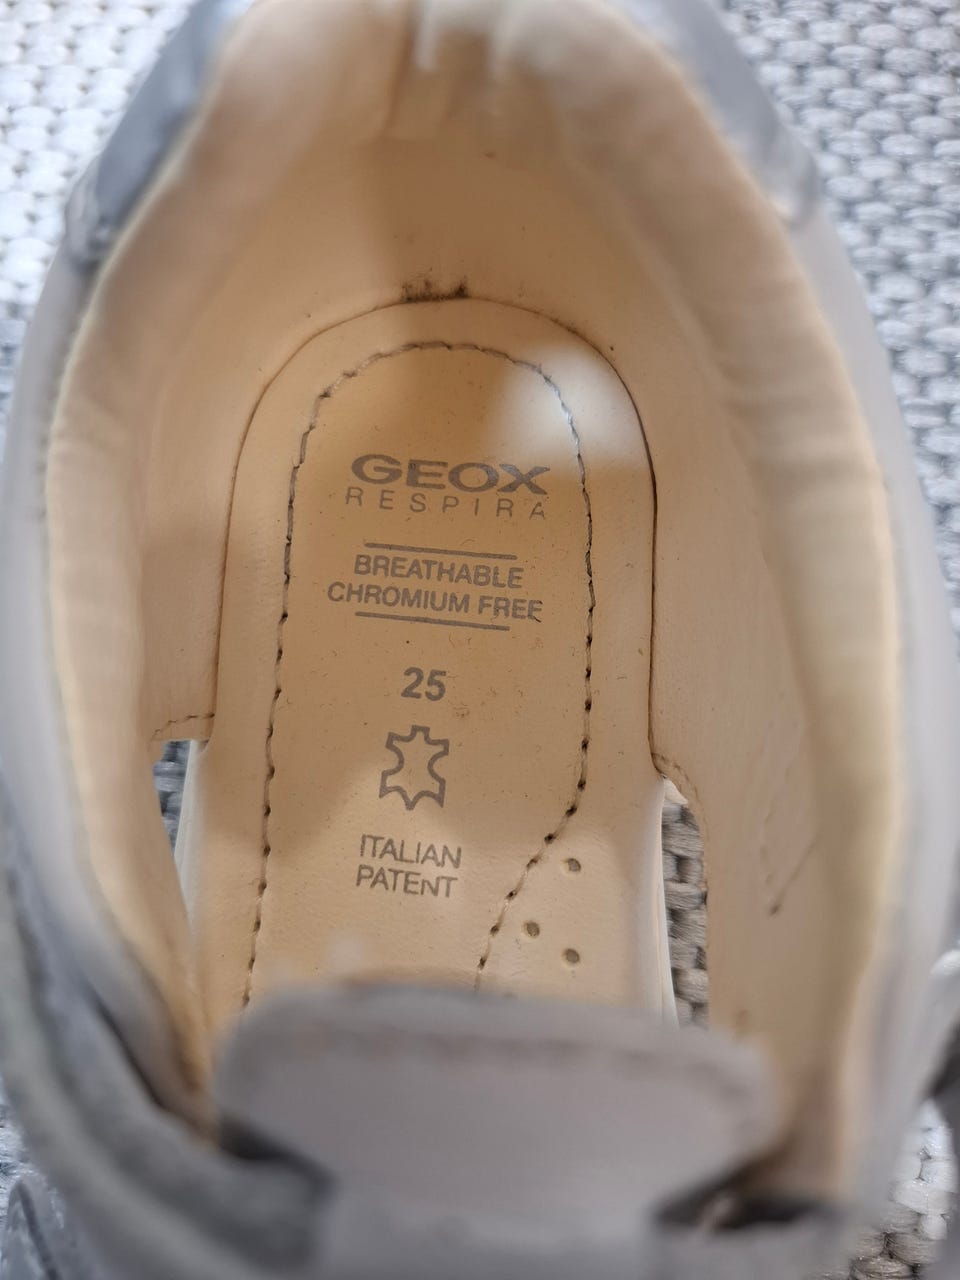 GEOX
RESPIRA
BREATHABLE
CHROMIUM FREE
25
ITALIAN
PATENT